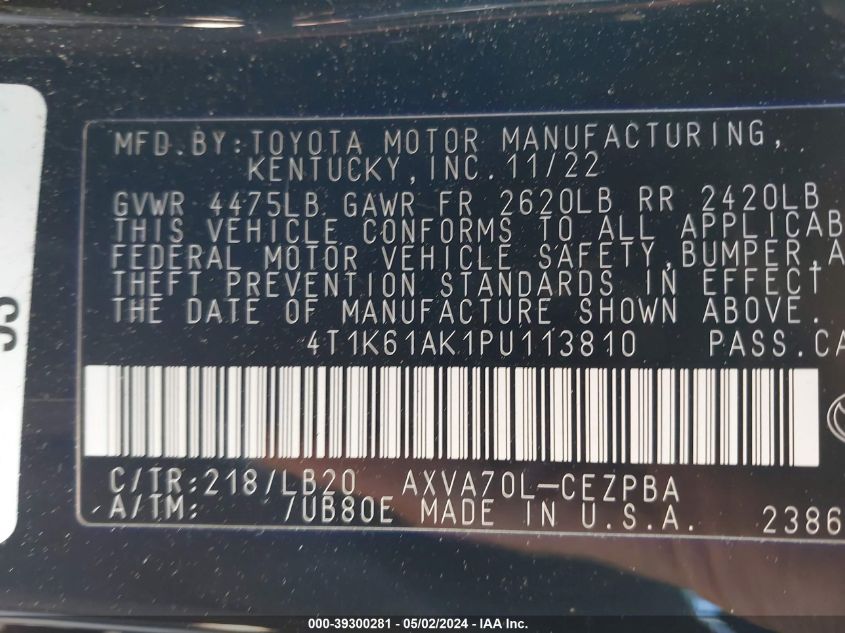 MFD.BY:TOYOTA MOTOR MANUFACTURING,
KENTUCKY,INC. 11/22
GVWR 4475LB GAWR FR 2620LB RR 2420LB
THIS VEHICLE CONFORMS TO ALL APPLICAB
FEDERAL MOTOR VEHICLE SAFETY,BUMPER,A
THEFT PREVENTION STANDARDS IN EFFECT
THE DATE OF MANUFACTURE SHOWN ABOVE.
4T1K61AK1PU113810 PASS.CA
C/TR:218/LB20 AXVA70L-CEZPBA
A/TM: /UB80E MADE IN U.S.A. 2386
000-39300281 - 05/02/2024 - IAA Inc.